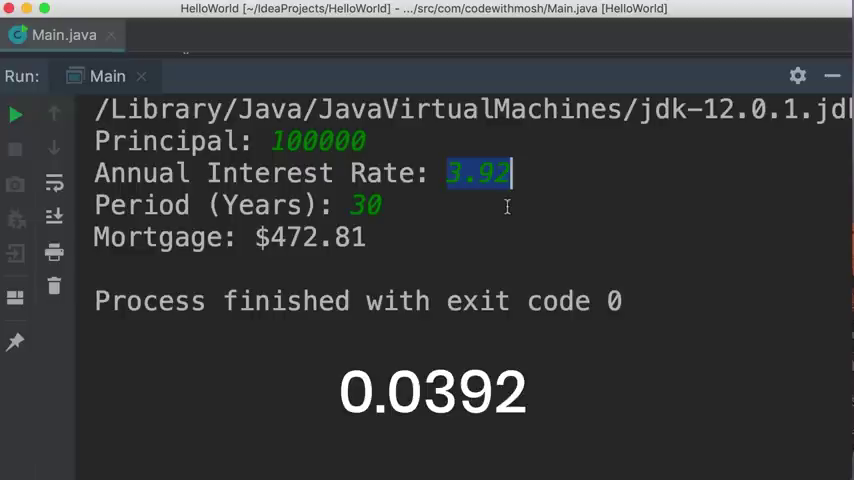 HelloWorld [~/IdeaProjects/HelloWorld] - .../src/com/codewithmosh/Main.java [HelloWorld]
Main.java
Run: Main
/Library/Java/JavaVirtualMachines/jdk-12.0.1.jd
Principal: 100000
Annual Interest Rate: 3.92
Period (Years): 30
Mortgage: $472.81
Process finished with exit code 0
0.0392